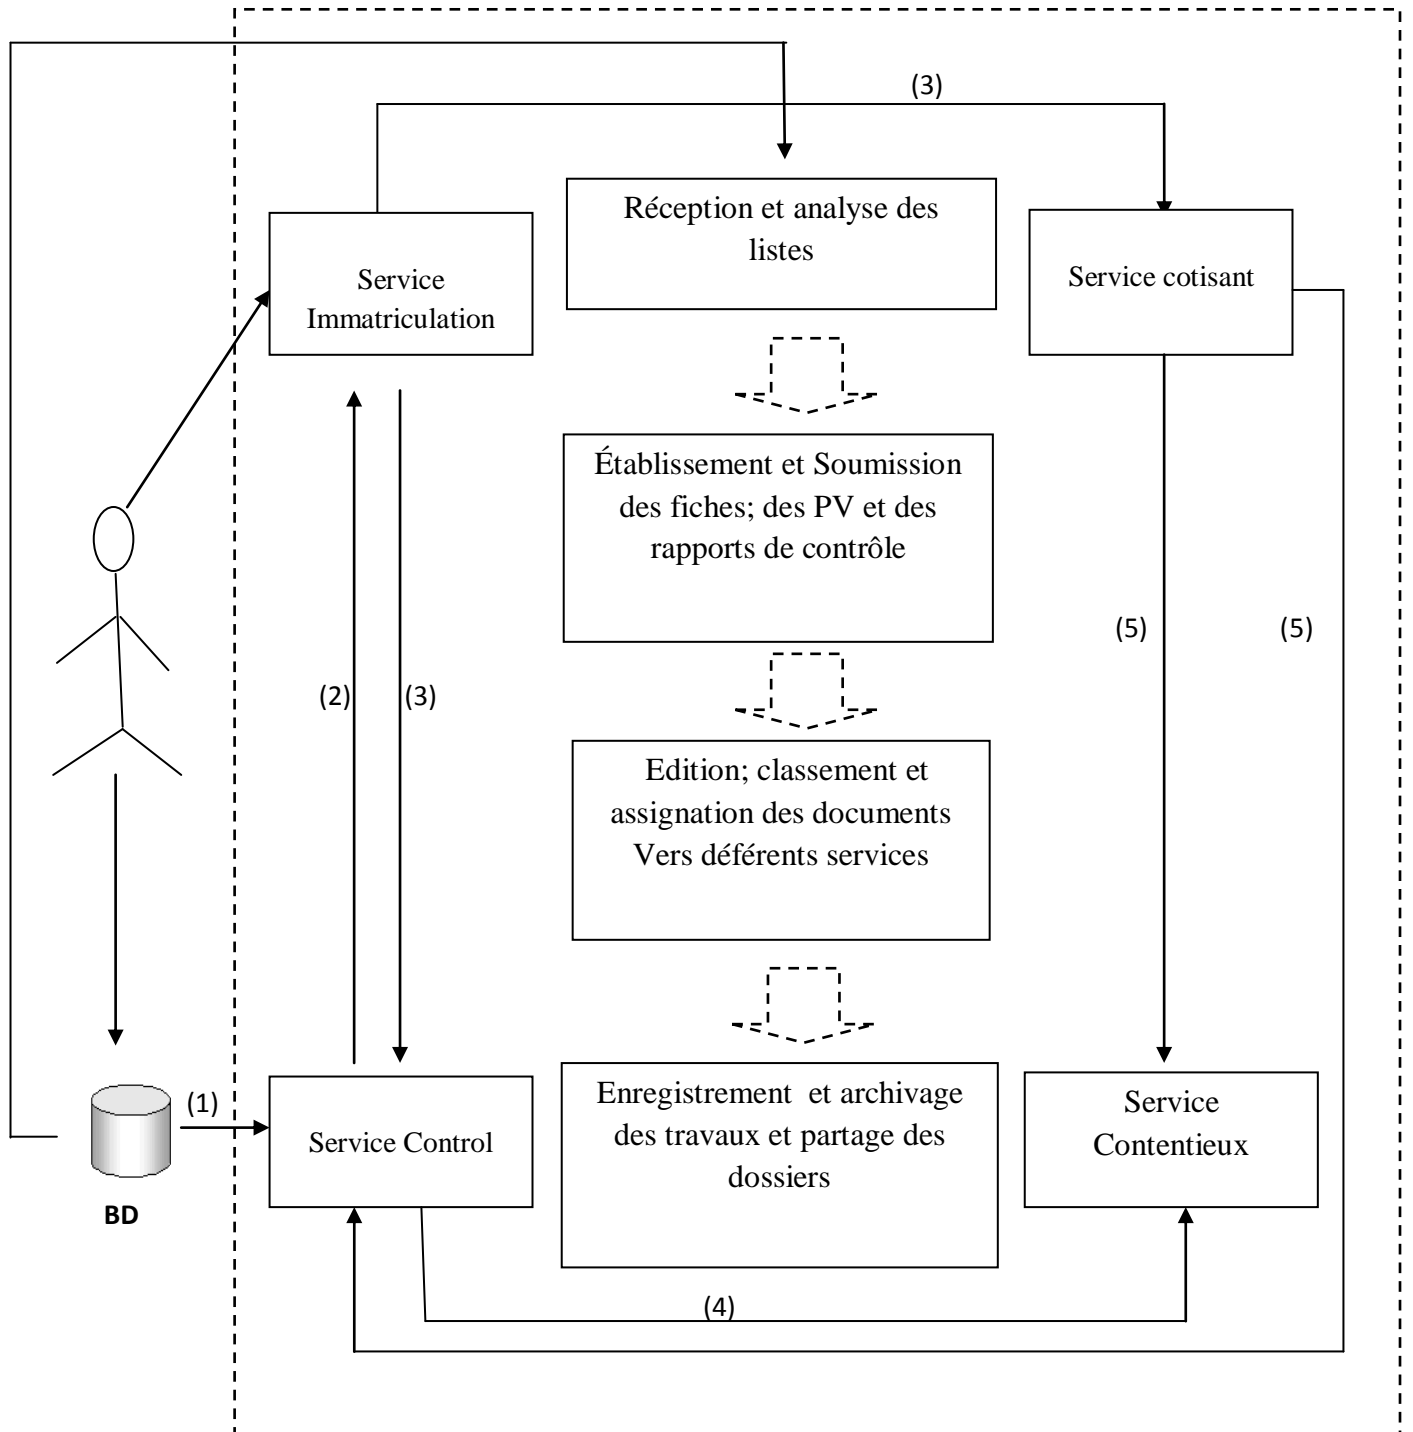 (3)
Réception et analyse des
listes
Service
Immatriculation
Service cotisant
Établissement et Soumission
des fiches; des PV et des
rapports de contrôle
(5)
(5)
(2)
(3)
Edition; classement et
assignation des documents
Vers déférents services
(1)
Service Control
BD
Enregistrement et archivage
des travaux et partage des
dossiers
Service
Contentieux
(4)